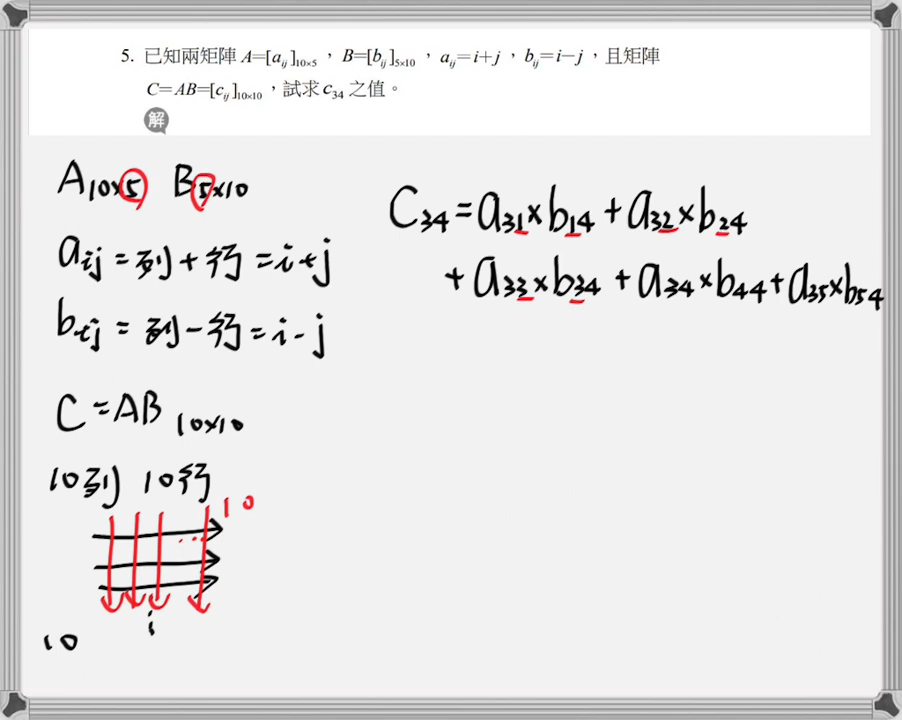 5. 已知兩矩陣 A=[aij]10×5，B=[bij]5×10，aij=i+j，bij=i−j，且矩陣
C=AB=[cij]10×10，試求 c34 之值。
解
A10×5 B5×10
aij = 列 + 行 = i + j
bij = 列 − 行 = i − j
C = AB 10×10
10列 10行
10
...
10
C34 = a31×b14 + a32×b24
+ a33×b34 + a34×b44 + a35×b54